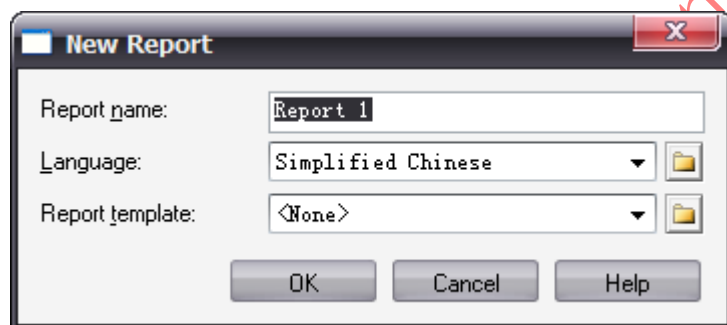 New Report
Report name: Report 1
Language: Simplified Chinese
Report template: <None>
OK Cancel Help